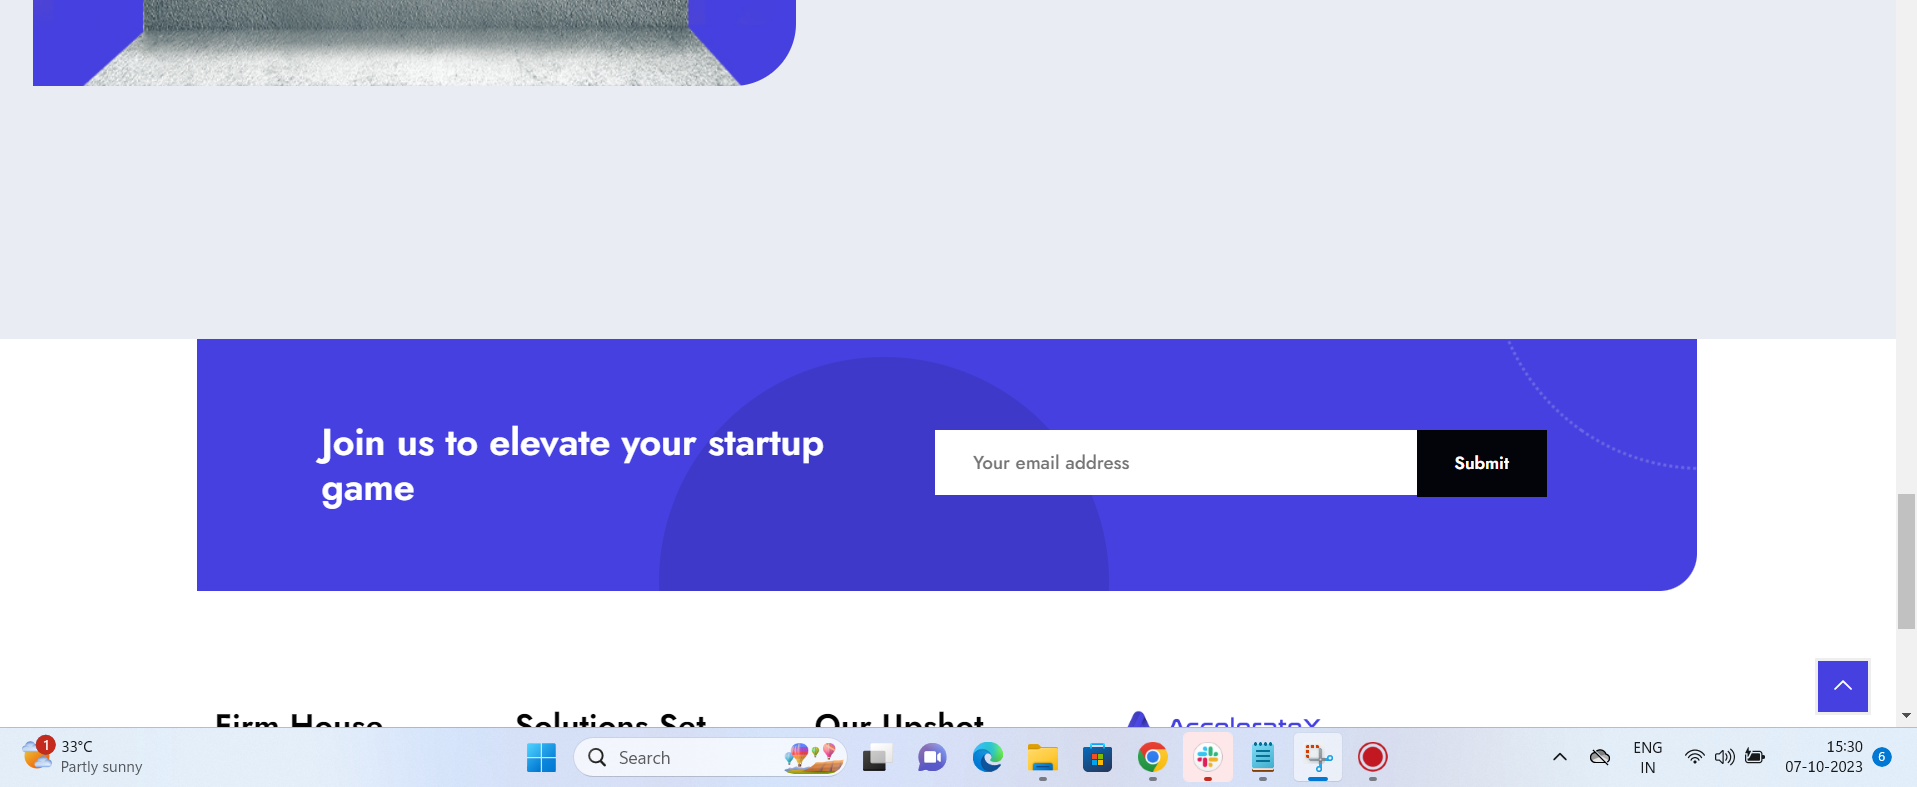 Join us to elevate your startup
game
Your email address
Submit
Firm House
Solutions Set
Our Upshot
AccelerateX
1
33°C
Partly sunny
Search
ENG
IN
15:30
07-10-2023
6